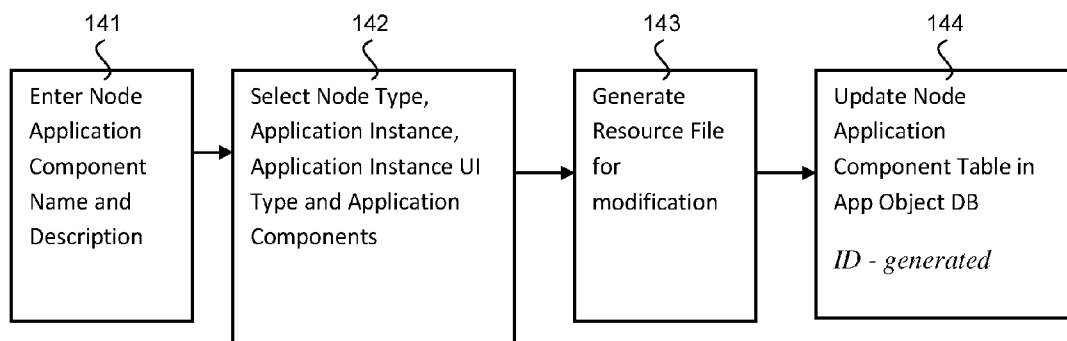 141
142
143
144
Enter Node
Application
Component
Name and
Description
Select Node Type,
Application Instance,
Application Instance UI
Type and Application
Components
Generate
Resource File
for
modification
Update Node
Application
Component Table in
App Object DB
ID - generated